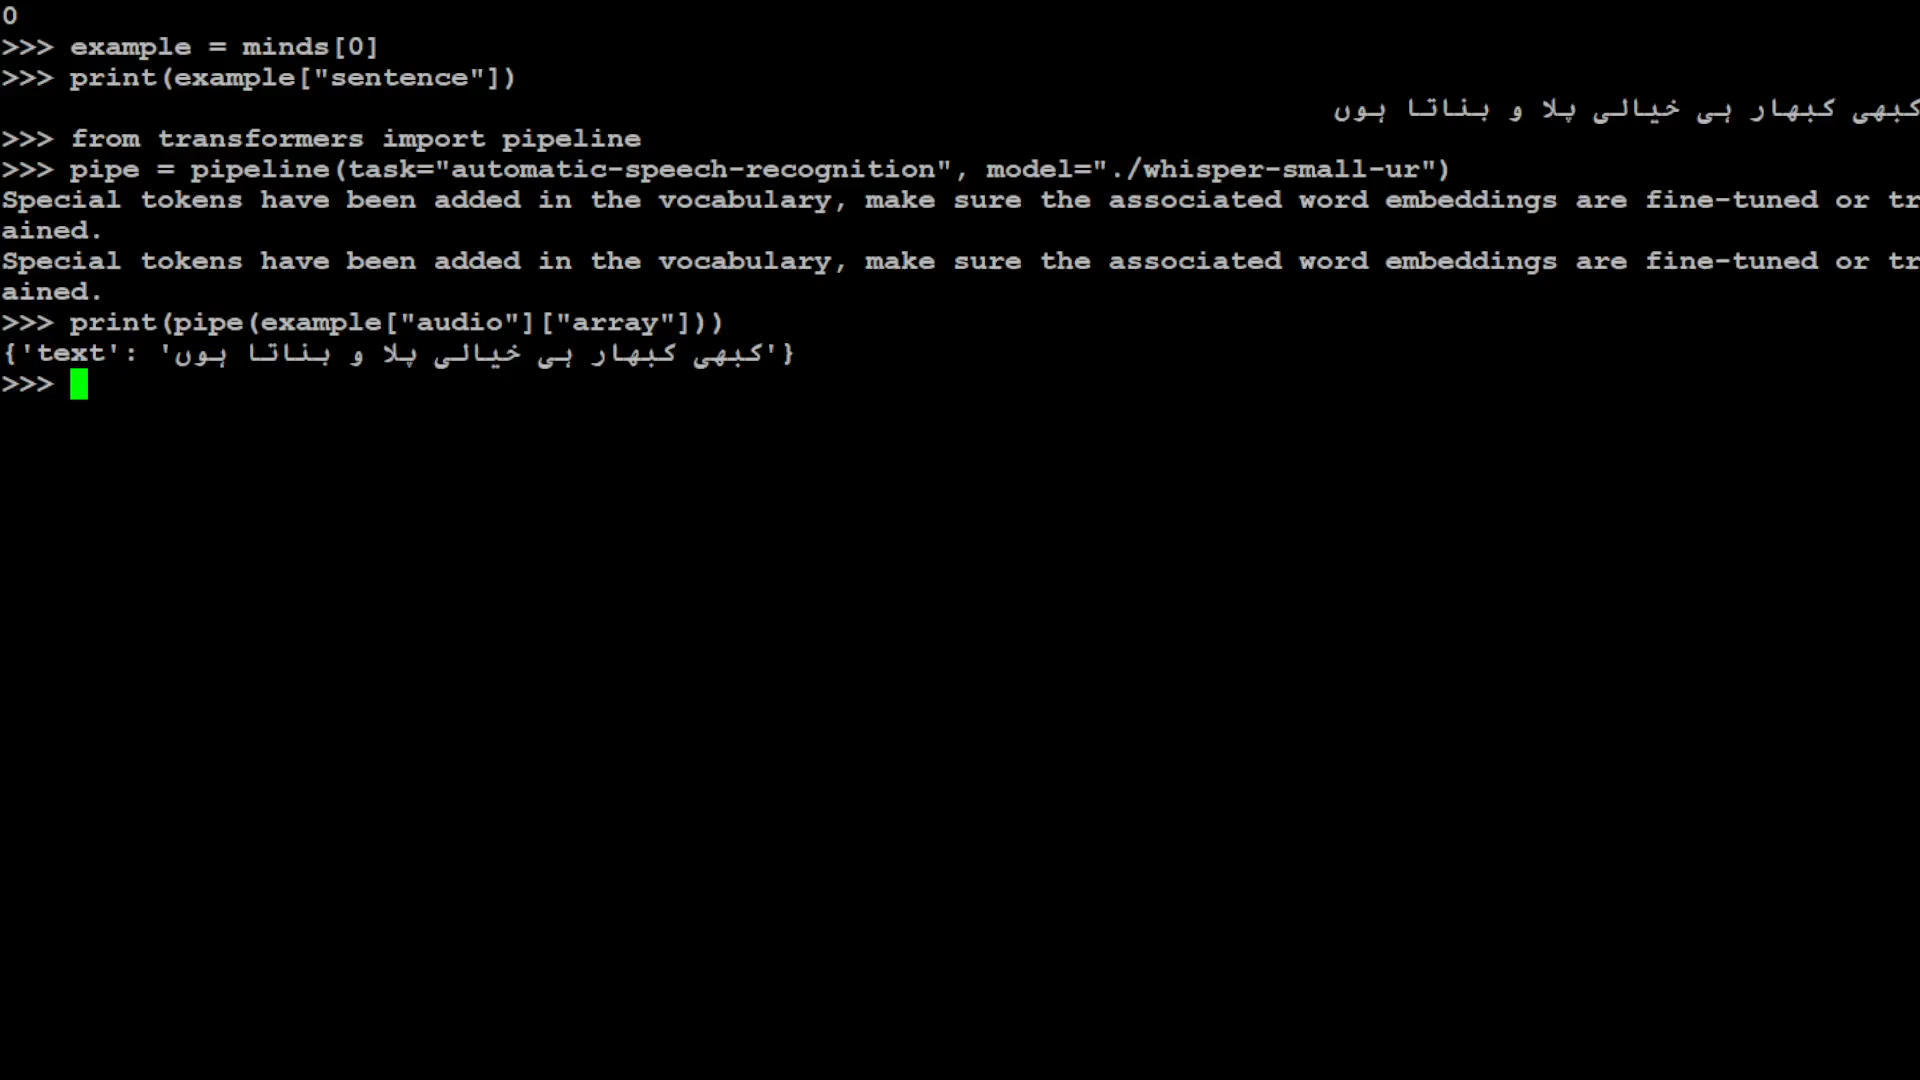 0
>>> example = minds[0]
>>> print(example["sentence"])
کبھی کبھار ہی خیالی پلا و بناتا ہوں
>>> from transformers import pipeline
>>> pipe = pipeline(task="automatic-speech-recognition", model="./whisper-small-ur")
Special tokens have been added in the vocabulary, make sure the associated word embeddings are fine-tuned or tr
ained.
Special tokens have been added in the vocabulary, make sure the associated word embeddings are fine-tuned or tr
ained.
>>> print(pipe(example["audio"]["array"]))
{'text': 'کبھی کبھار ہی خیالی پلا و بناتا ہوں'}
>>>